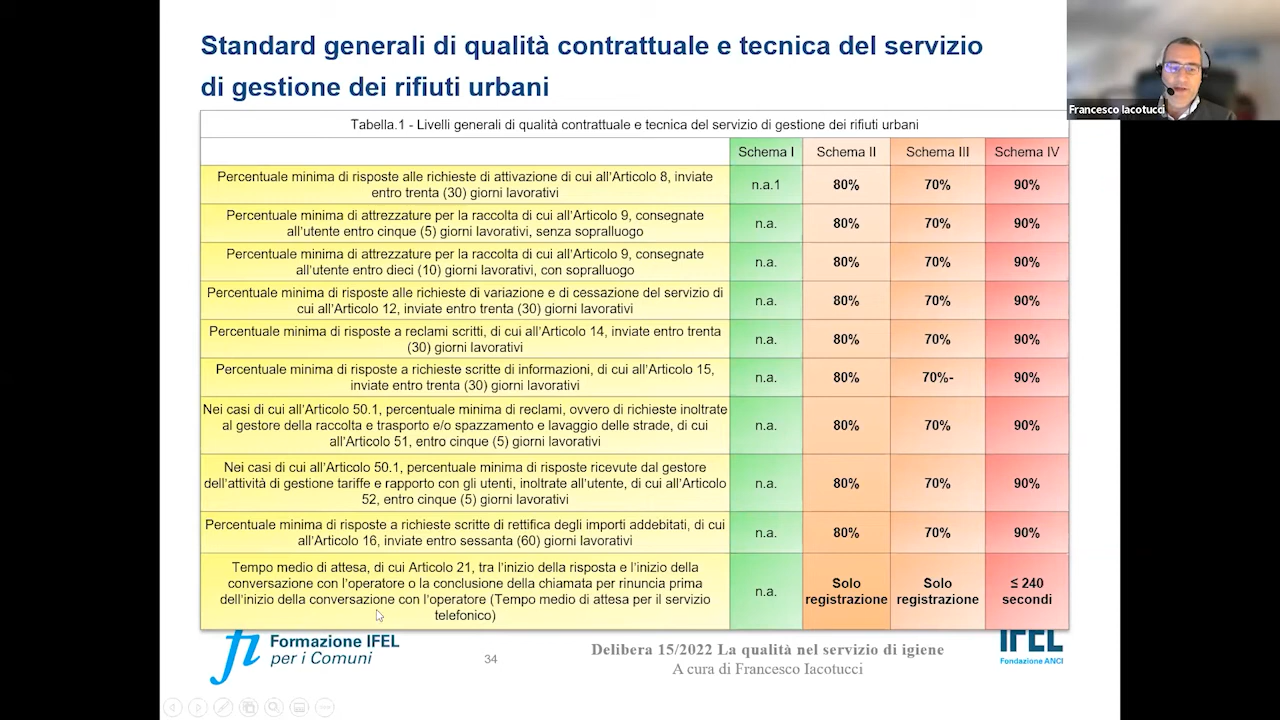 Standard generali di qualità contrattuale e tecnica del servizio
di gestione dei rifiuti urbani
Francesco Iacotucci
Tabella.1 - Livelli generali di qualità contrattuale e tecnica del servizio di gestione dei rifiuti urbani
Schema I Schema II Schema III Schema IV
Percentuale minima di risposte alle richieste di attivazione di cui all'Articolo 8, inviate
entro trenta (30) giorni lavorativi
n.a.1 80% 70% 90%
Percentuale minima di attrezzature per la raccolta di cui all'Articolo 9, consegnate
all'utente entro cinque (5) giorni lavorativi, senza sopralluogo
n.a. 80% 70% 90%
Percentuale minima di attrezzature per la raccolta di cui all'Articolo 9, consegnate
all'utente entro dieci (10) giorni lavorativi, con sopralluogo
n.a. 80% 70% 90%
Percentuale minima di risposte alle richieste di variazione e di cessazione del servizio di
cui all'Articolo 12, inviate entro trenta (30) giorni lavorativi
n.a. 80% 70% 90%
Percentuale minima di risposte a reclami scritti, di cui all'Articolo 14, inviate entro trenta
(30) giorni lavorativi
n.a. 80% 70% 90%
Percentuale minima di risposte a richieste scritte di informazioni, di cui all'Articolo 15,
inviate entro trenta (30) giorni lavorativi
n.a. 80% 70%- 90%
Nei casi di cui all'Articolo 50.1, percentuale minima di reclami, ovvero di richieste inoltrate
al gestore della raccolta e trasporto e/o spazzamento e lavaggio delle strade, di cui
all'Articolo 51, entro cinque (5) giorni lavorativi
n.a. 80% 70% 90%
Nei casi di cui all'Articolo 50.1, percentuale minima di risposte ricevute dal gestore
dell'attività di gestione tariffe e rapporto con gli utenti, inoltrate all'utente, di cui all'Articolo
52, entro cinque (5) giorni lavorativi
n.a. 80% 70% 90%
Percentuale minima di risposte a richieste scritte di rettifica degli importi addebitati, di cui
all'Articolo 16, inviate entro sessanta (60) giorni lavorativi
n.a. 80% 70% 90%
Tempo medio di attesa, di cui Articolo 21, tra l'inizio della risposta e l'inizio della
conversazione con l'operatore o la conclusione della chiamata per rinuncia prima
dell'inizio della conversazione con l'operatore (Tempo medio di attesa per il servizio
telefonico)
n.a. Solo registrazione Solo registrazione ≤ 240 secondi
Formazione IFEL
per i Comuni
34
Delibera 15/2022 La qualità nel servizio di igiene
A cura di Francesco Iacotucci
IFEL
Fondazione ANCI